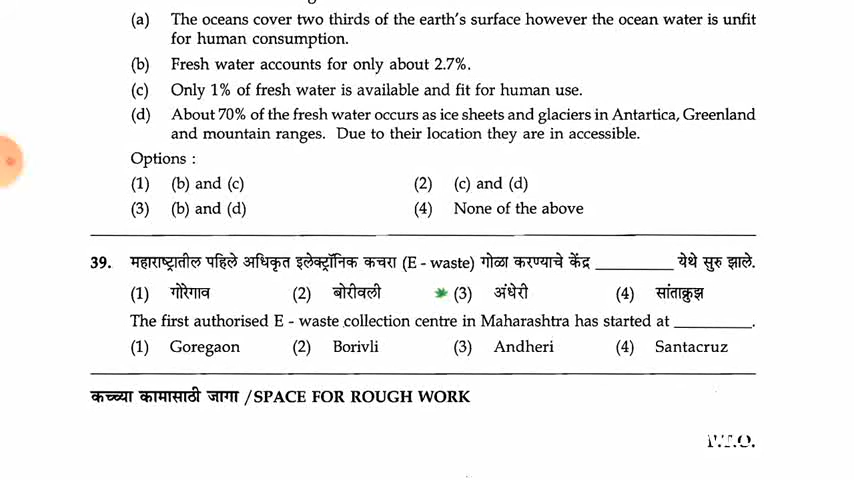 (a) The oceans cover two thirds of the earth's surface however the ocean water is unfit
for human consumption.
(b) Fresh water accounts for only about 2.7%.
(c) Only 1% of fresh water is available and fit for human use.
(d) About 70% of the fresh water occurs as ice sheets and glaciers in Antartica, Greenland
and mountain ranges. Due to their location they are in accessible.
Options :
(1) (b) and (c) (2) (c) and (d)
(3) (b) and (d) (4) None of the above
39. महाराष्ट्रातील पहिले अधिकृत इलेक्ट्रॉनिक कचरा (E - waste) गोळा करण्याचे केंद्र ________ येथे सुरु झाले.
(1) गोरेगाव (2) बोरीवली (3) अंधेरी (4) सांताक्रुझ
The first authorised E - waste collection centre in Maharashtra has started at ________.
(1) Goregaon (2) Borivli (3) Andheri (4) Santacruz
कच्च्या कामासाठी जागा /SPACE FOR ROUGH WORK
P.T.O.